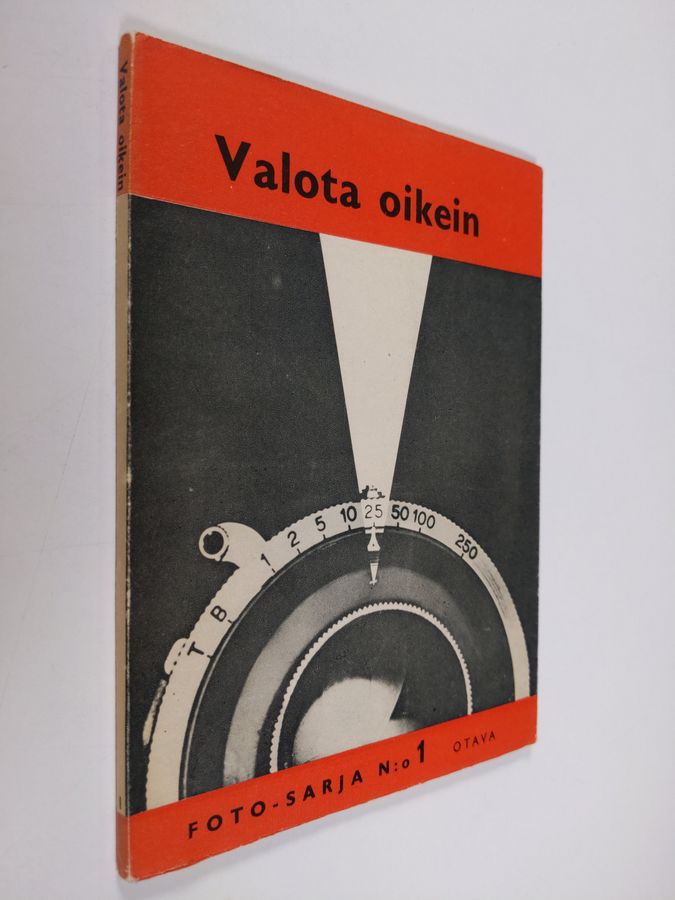 Valota oikein
Valota oikein
T B 1 2 5 10 25 50 100 250
FOTO-SARJA N:o 1 OTAVA
1